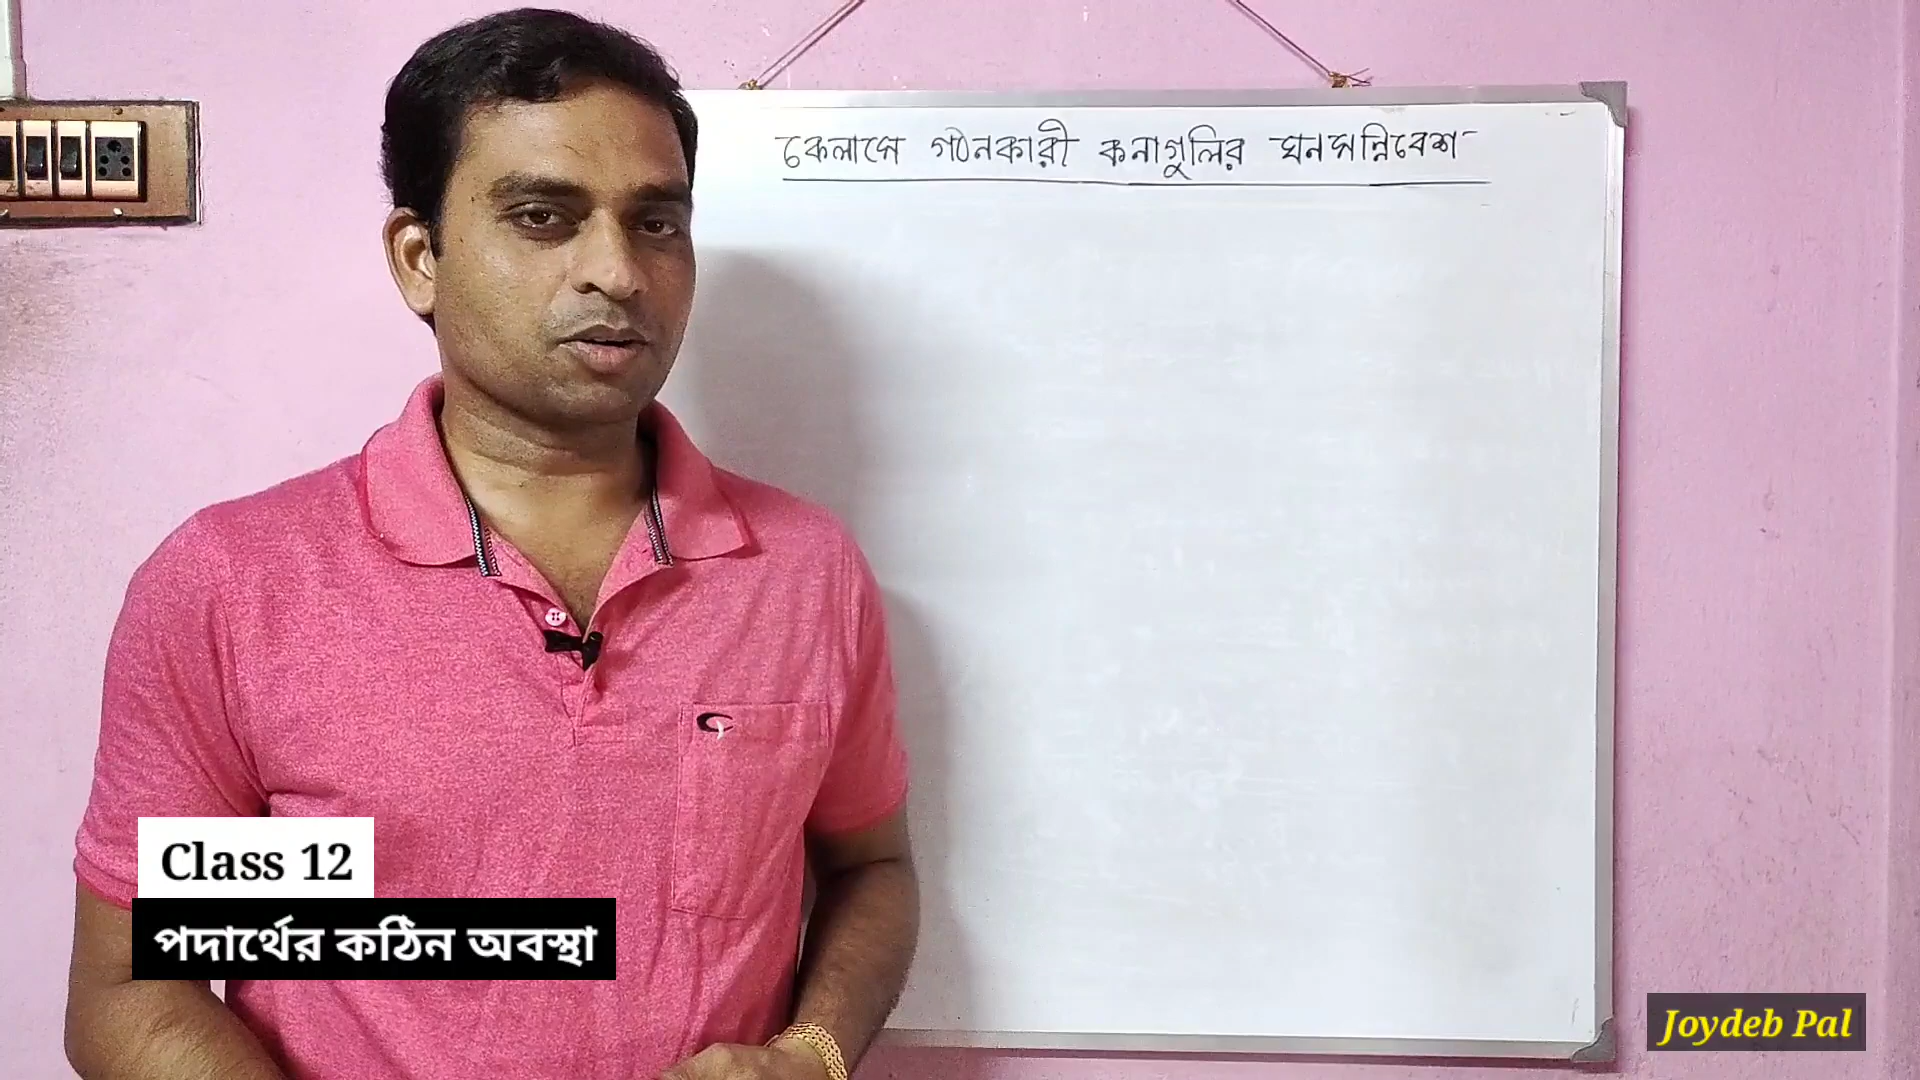 কেলাসে গঠনকারী কনাগুলির ঘনসন্নিবেশ
Class 12
পদার্থের কঠিন অবস্থা
Joydeb Pal